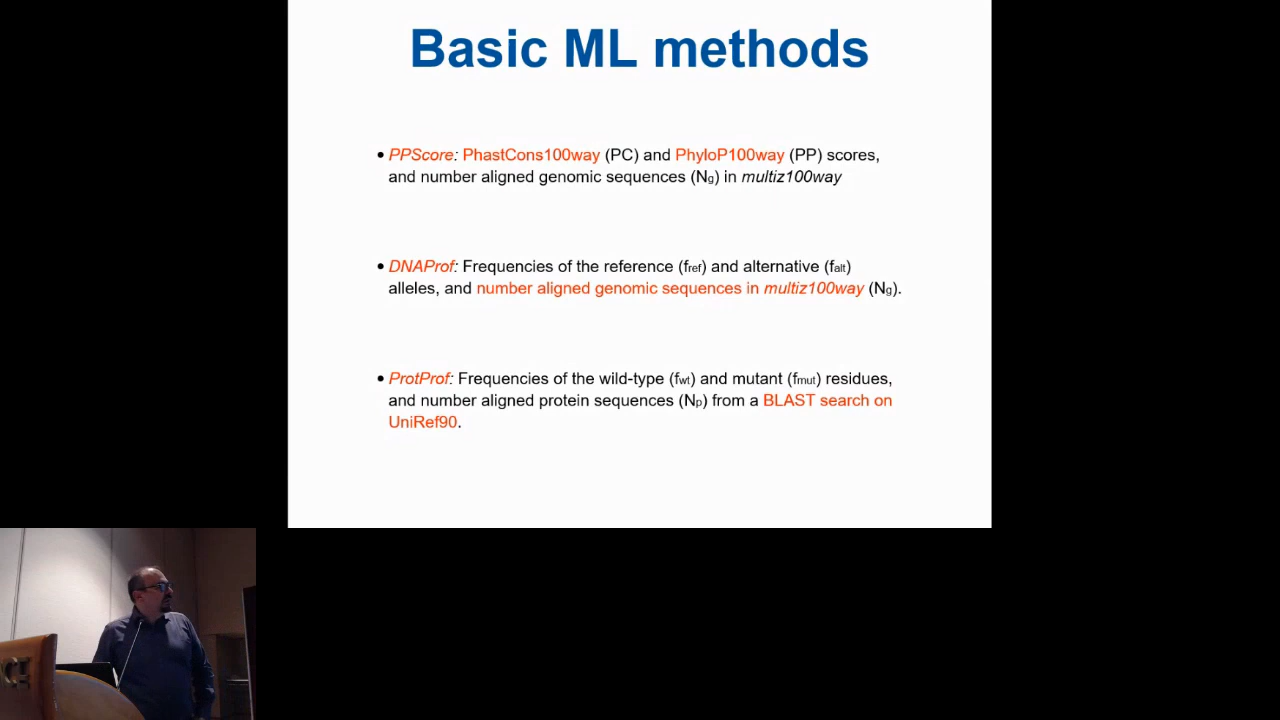 Basic ML methods
• PPScore: PhastCons100way (PC) and PhyloP100way (PP) scores,
and number aligned genomic sequences (Ng) in multiz100way
• DNAProf: Frequencies of the reference (fref) and alternative (falt)
alleles, and number aligned genomic sequences in multiz100way (Ng).
• ProtProf: Frequencies of the wild-type (fwt) and mutant (fmut) residues,
and number aligned protein sequences (Np) from a BLAST search on
UniRef90.